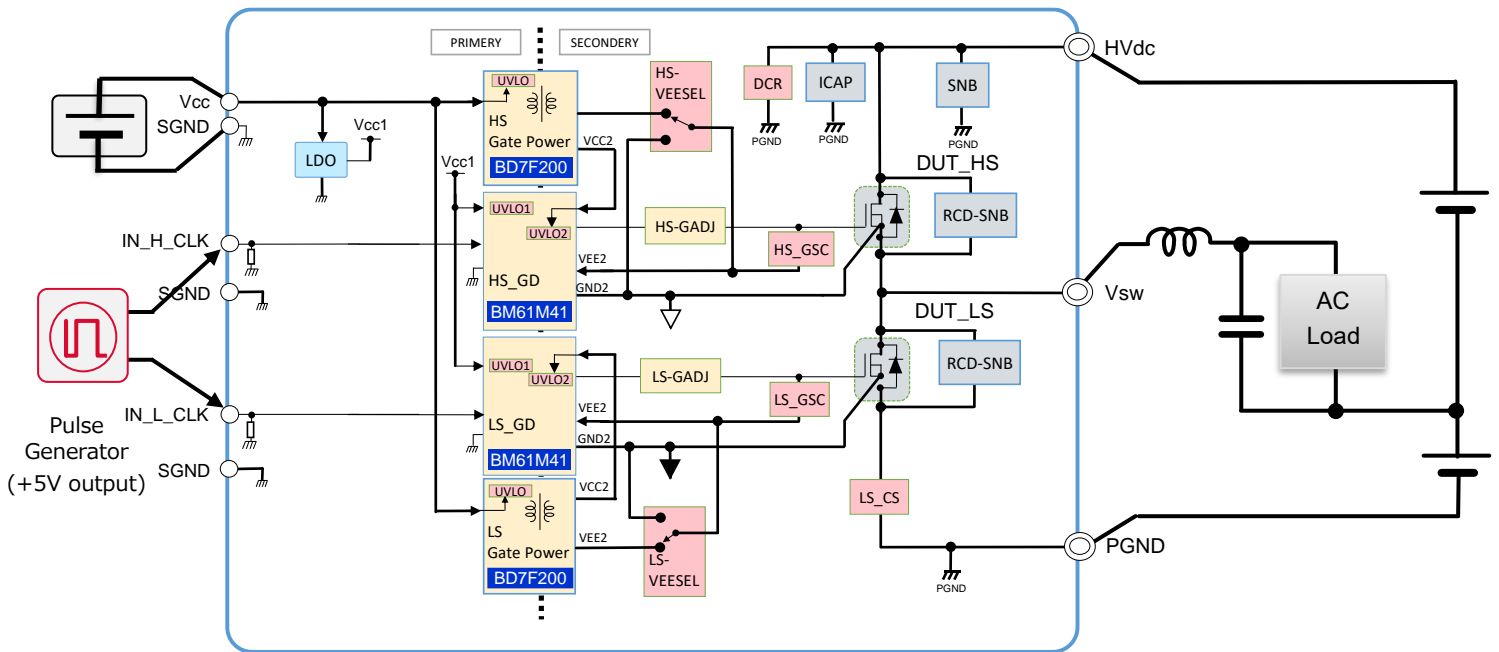 PRIMERY
SECONDERY
HVdc
Vcc
SGND
Vcc1
LDO
UVLO
HS
Gate Power
BD7F200
VCC2
HS-
VEESEL
DCR
PGND
ICAP
PGND
SNB
PGND
DUT_HS
Vcc1
UVLO1
UVLO2
HS-GADJ
RCD-SNB
IN_H_CLK
VEE2
HS_GSC
HS_GD
GND2
BM61M41
SGND
Vsw
AC
Load
DUT_LS
UVLO1
UVLO2
LS-GADJ
RCD-SNB
IN_L_CLK
VEE2
LS_GSC
LS_GD
GND2
BM61M41
Pulse
Generator
(+5V output)
SGND
UVLO
VCC2
LS
Gate Power
BD7F200
VEE2
LS-
VEESEL
LS_CS
PGND
PGND